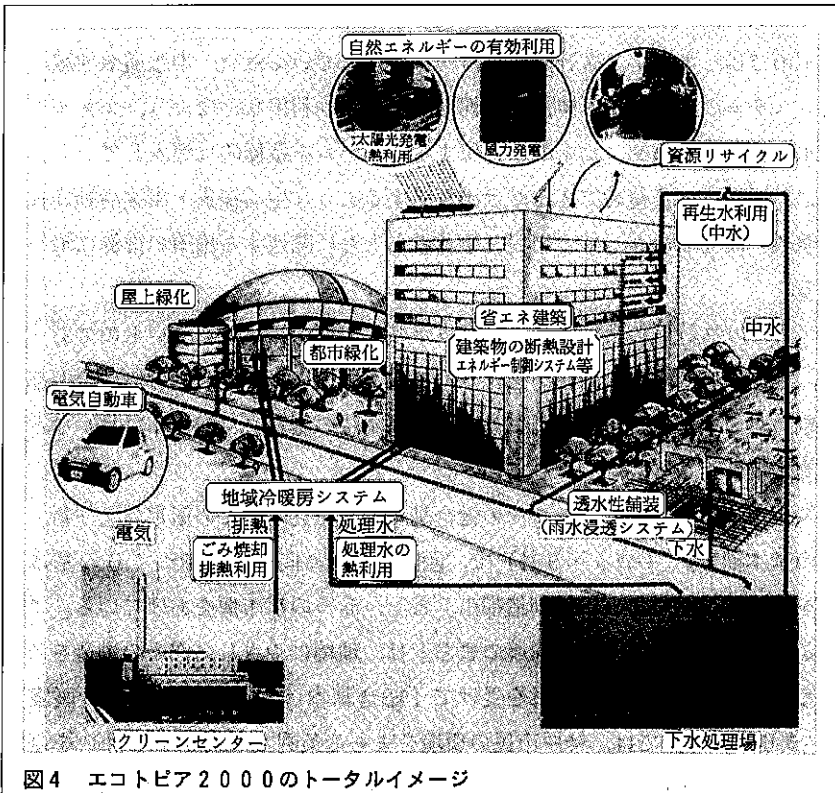 自然エネルギーの有効利用
太陽光発電
熱利用
風力発電
資源リサイクル
再生水利用
(中水)
屋上緑化
省エネ建築
中水
都市緑化
建築物の断熱設計
エネルギー制御システム等
電気自動車
地域冷暖房システム
透水性舗装
(雨水浸透システム)
電気
排熱
処理水
下水
ごみ焼却
排熱利用
処理水の
熱利用
クリーンセンター
下水処理場
図4 エコトピア2000のトータルイメージ